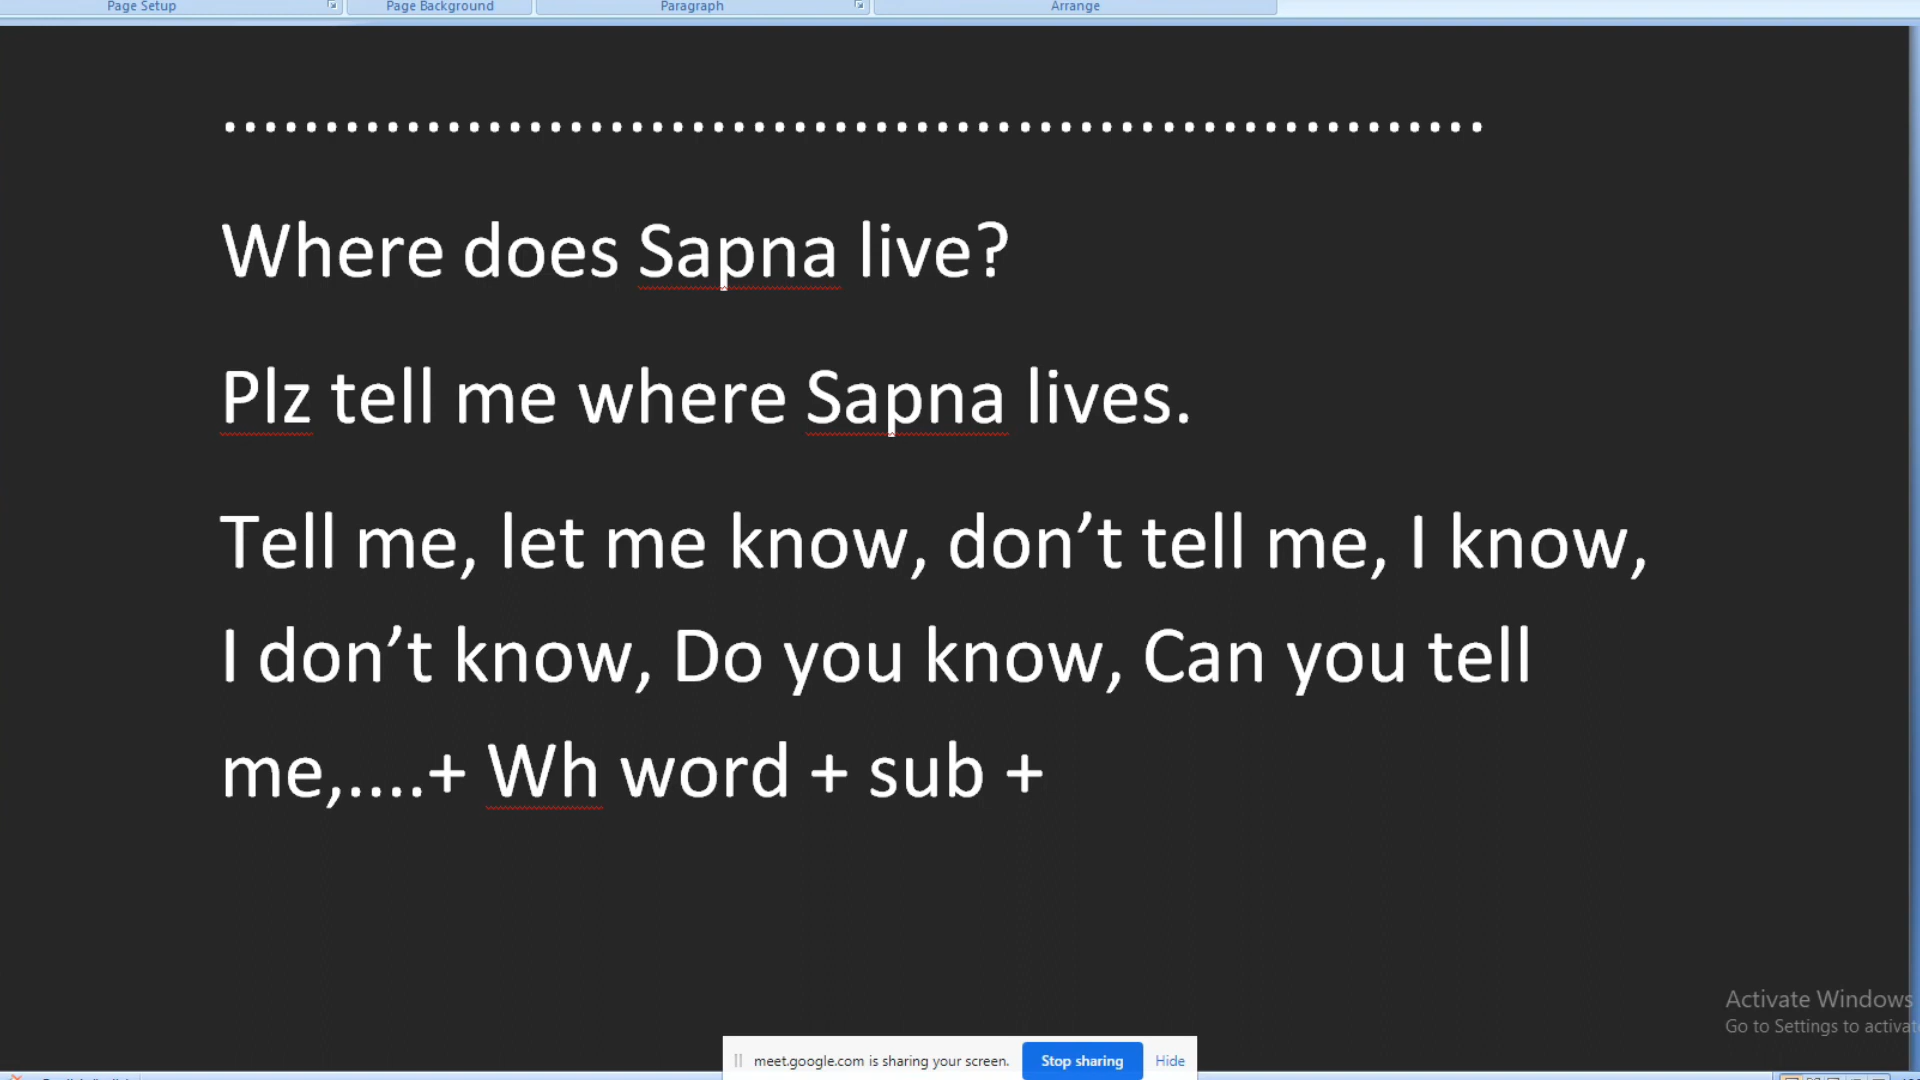 Page Setup Page Background Paragraph Arrange
..............................................................
Where does Sapna live?
Plz tell me where Sapna lives.
Tell me, let me know, don’t tell me, I know,
I don’t know, Do you know, Can you tell
me,....+ Wh word + sub +
Activate Windows
Go to Settings to activat
meet.google.com is sharing your screen. Stop sharing Hide